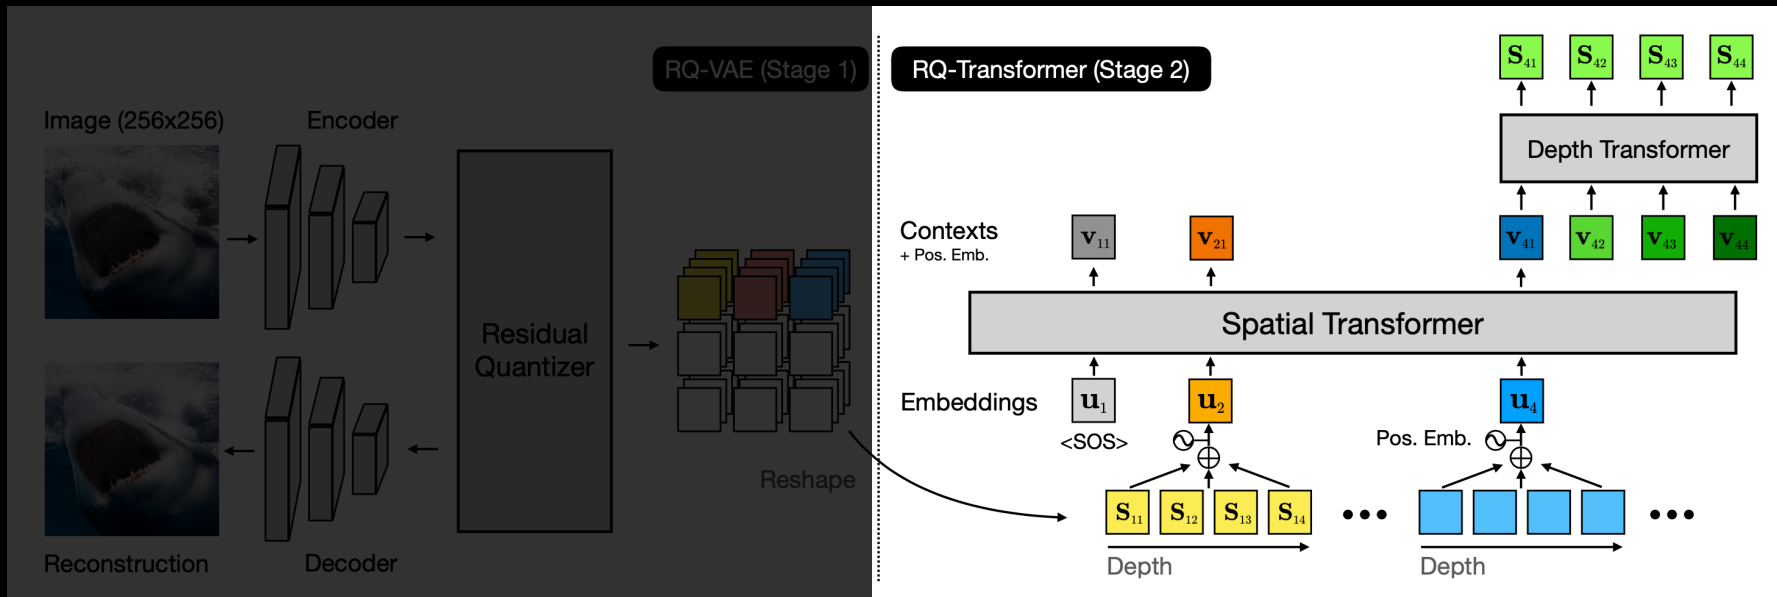 RQ-VAE (Stage 1)
Image (256x256)
Encoder
Residual
Quantizer
Reshape
Reconstruction
Decoder
RQ-Transformer (Stage 2)
S41 S42 S43 S44
Depth Transformer
Contexts
+ Pos. Emb.
v11 v21 v41 v42 v43 v44
Spatial Transformer
Embeddings
u1 u2 u4
<SOS>
Pos. Emb.
S11 S12 S13 S14 ••• •••
Depth
Depth